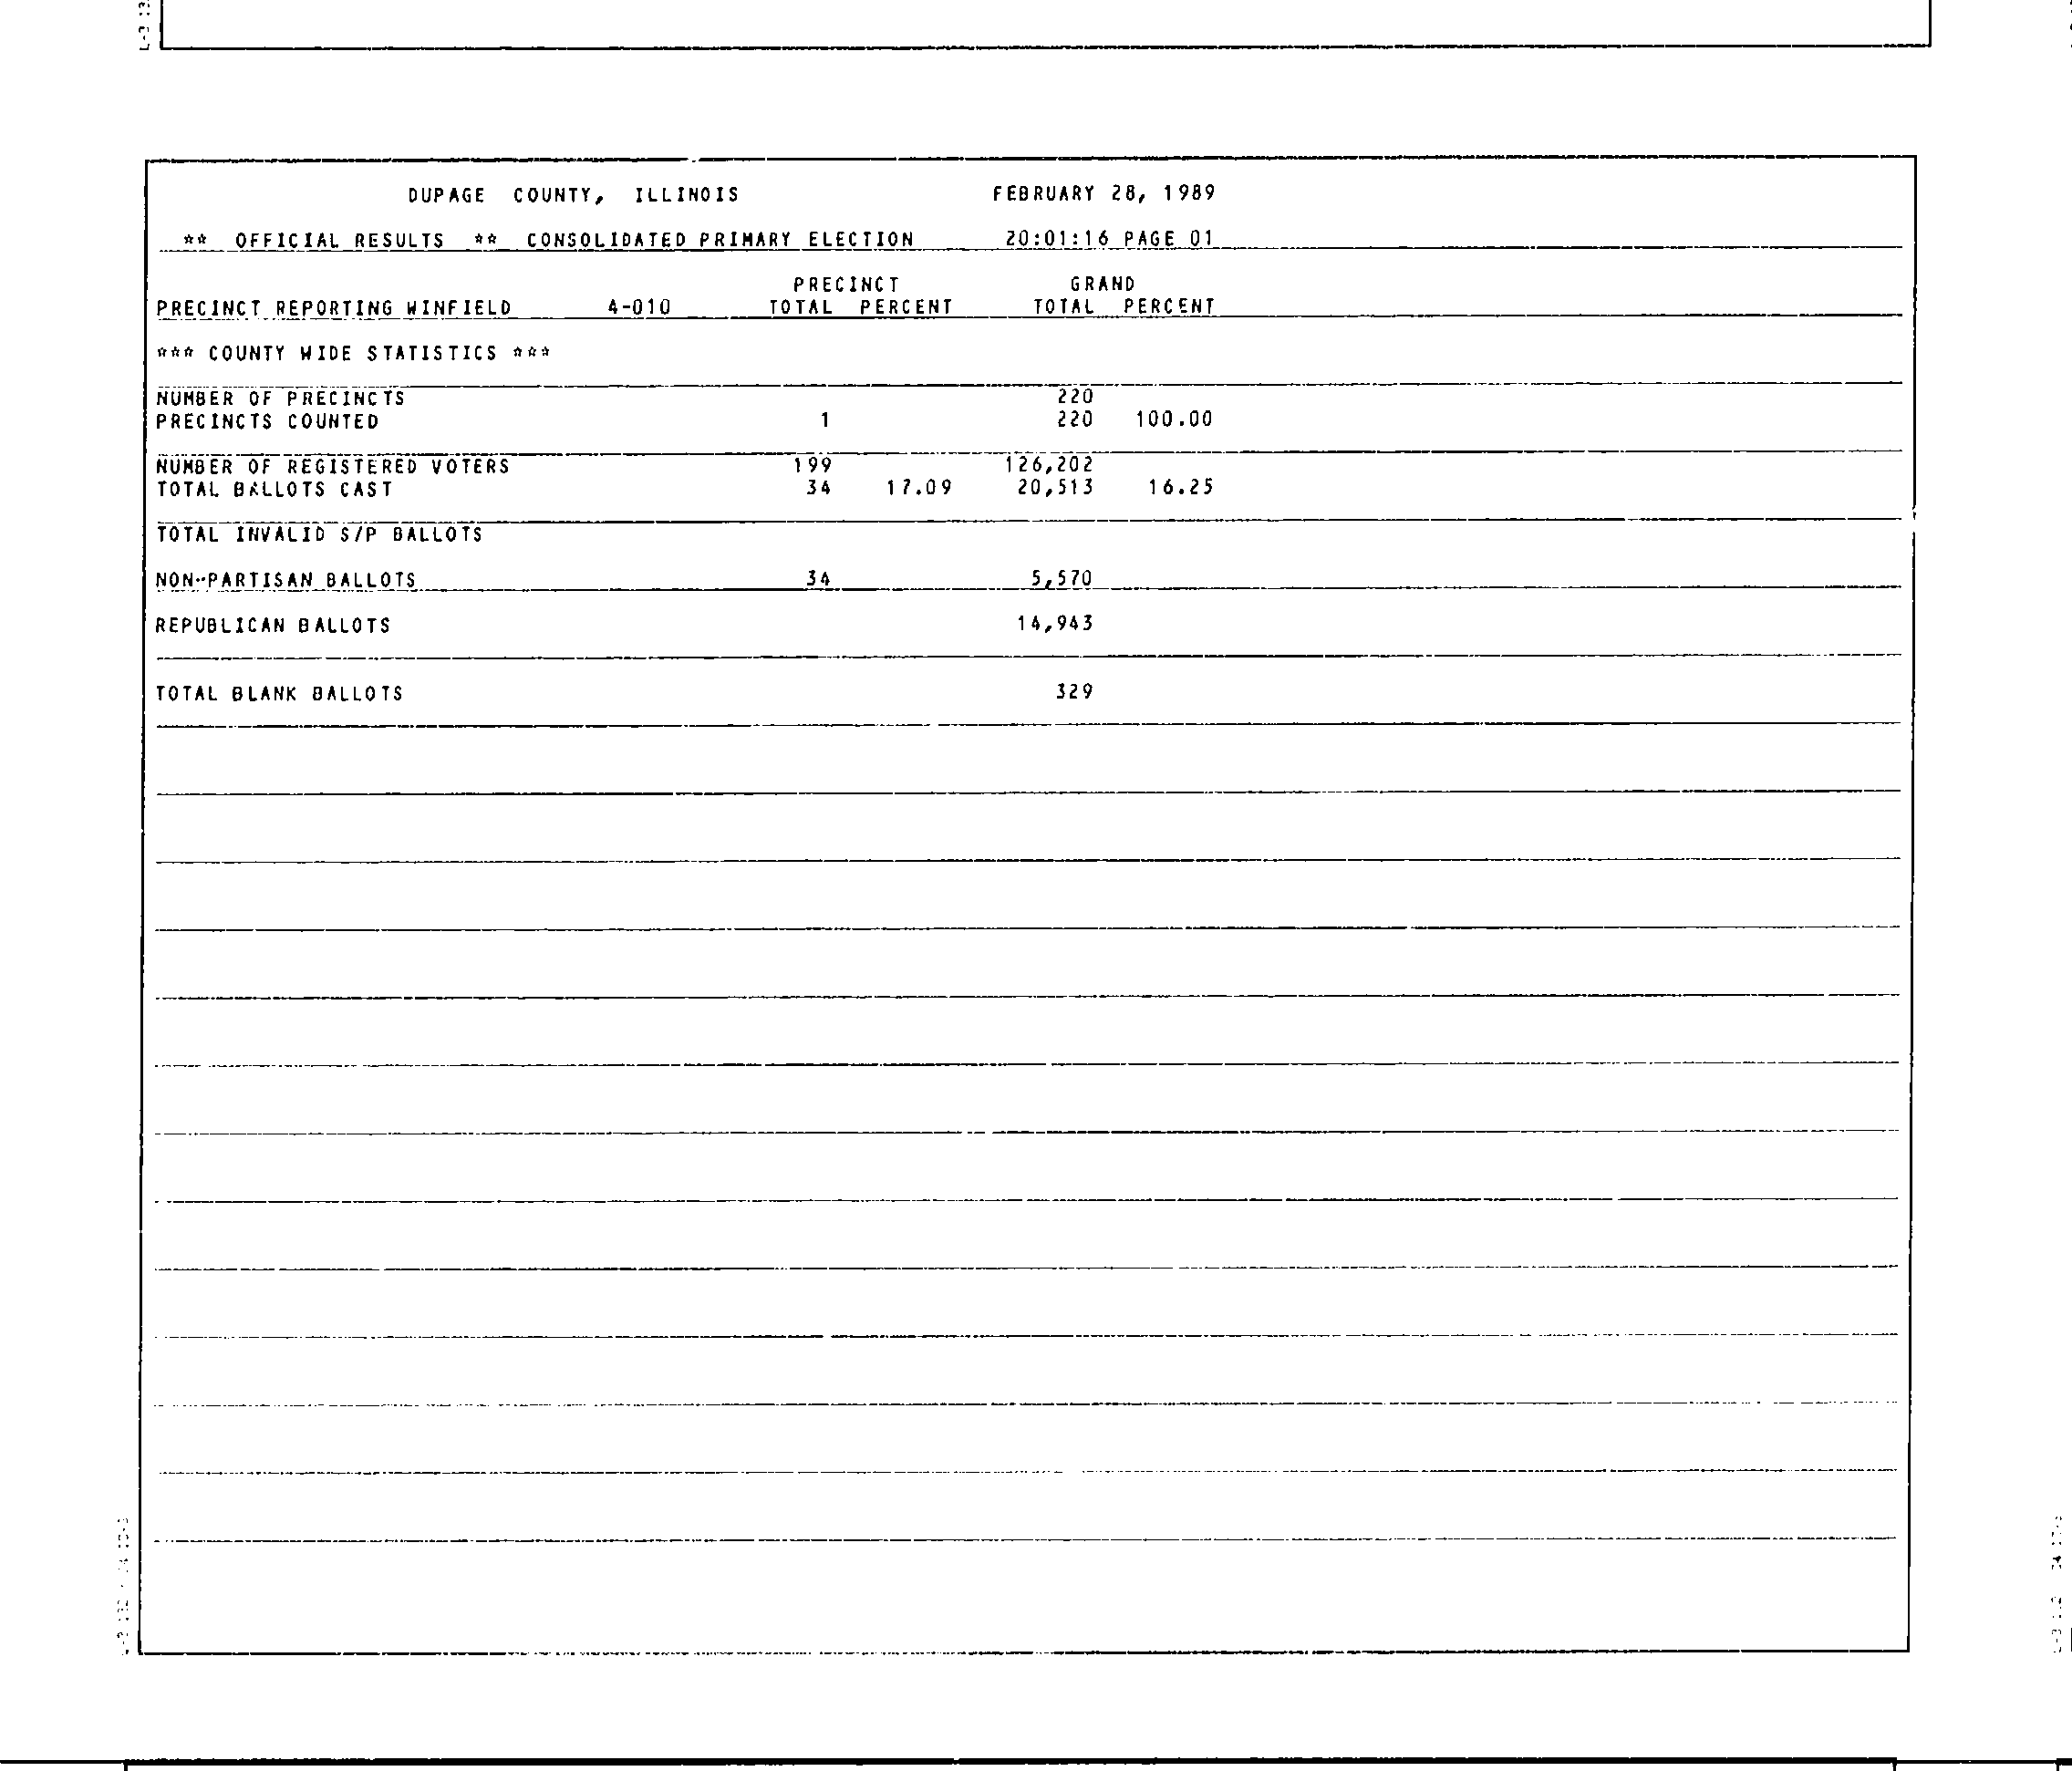 DUPAGE COUNTY, ILLINOIS FEBRUARY 28, 1989
** OFFICIAL RESULTS ** CONSOLIDATED PRIMARY ELECTION 20:01:16 PAGE 01
PRECINCT GRAND
PRECINCT REPORTING WINFIELD 4-010 TOTAL PERCENT TOTAL PERCENT
*** COUNTY WIDE STATISTICS ***
NUMBER OF PRECINCTS 220
PRECINCTS COUNTED 1 220 100.00
NUMBER OF REGISTERED VOTERS 199 126,202
TOTAL BALLOTS CAST 34 17.09 20,513 16.25
TOTAL INVALID S/P BALLOTS
NON-PARTISAN BALLOTS 34 5,570
REPUBLICAN BALLOTS 14,943
TOTAL BLANK BALLOTS 329